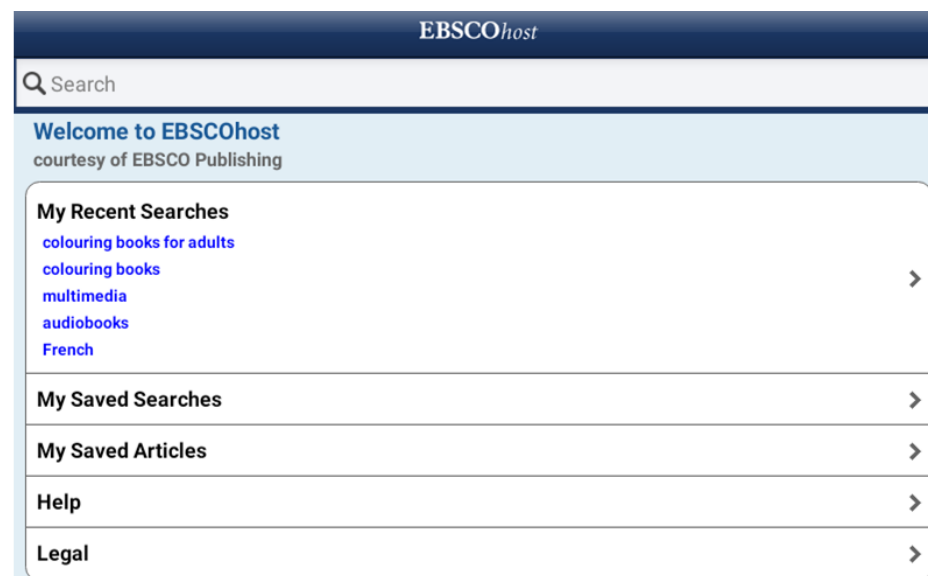 EBSCOhost
Search
Welcome to EBSCOhost
courtesy of EBSCO Publishing
My Recent Searches
colouring books for adults
colouring books
multimedia
audiobooks
French
My Saved Searches
My Saved Articles
Help
Legal